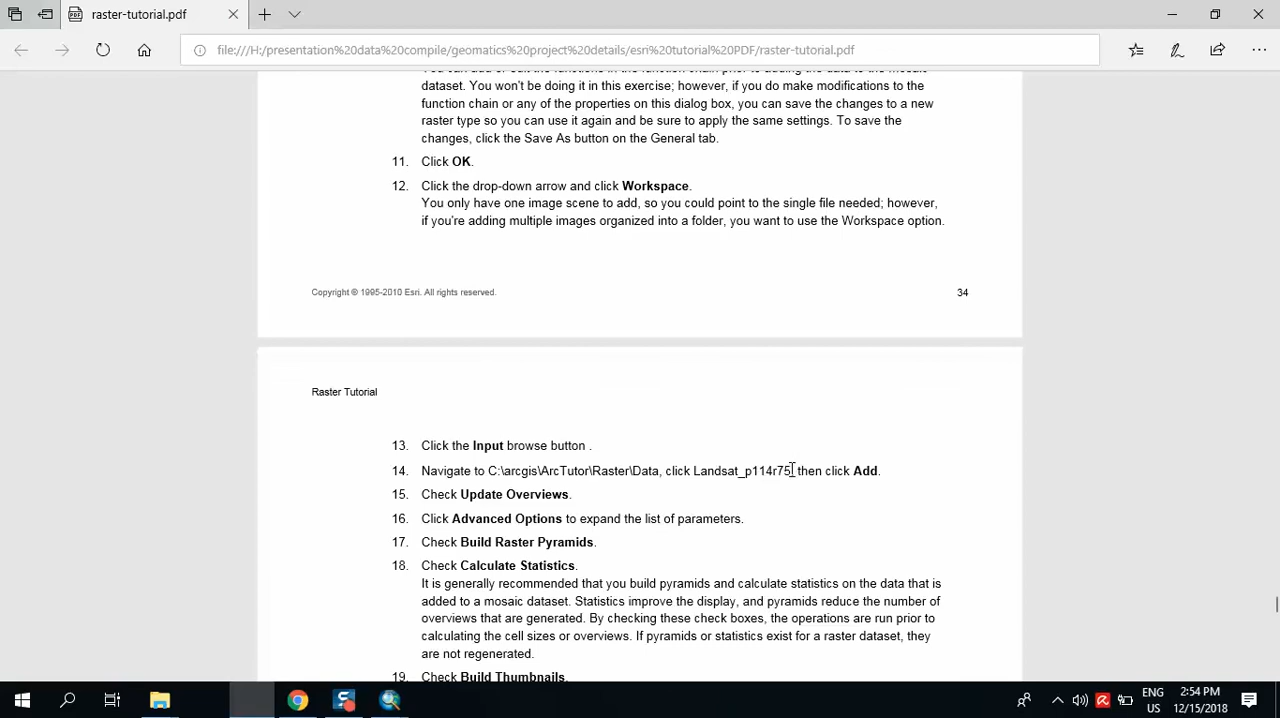 raster-tutorial.pdf
file:///H:/presentation%20data%20compile/geomatics%20project%20details/esri%20tutorial%20PDF/raster-tutorial.pdf
dataset. You won't be doing it in this exercise; however, if you do make modifications to the
function chain or any of the properties on this dialog box, you can save the changes to a new
raster type so you can use it again and be sure to apply the same settings. To save the
changes, click the Save As button on the General tab.
11. Click OK.
12. Click the drop-down arrow and click Workspace.
You only have one image scene to add, so you could point to the single file needed; however,
if you're adding multiple images organized into a folder, you want to use the Workspace option.
Copyright © 1995-2010 Esri. All rights reserved. 34
Raster Tutorial
13. Click the Input browse button .
14. Navigate to C:\arcgis\ArcTutor\Raster\Data, click Landsat_p114r75, then click Add.
15. Check Update Overviews.
16. Click Advanced Options to expand the list of parameters.
17. Check Build Raster Pyramids.
18. Check Calculate Statistics.
It is generally recommended that you build pyramids and calculate statistics on the data that is
added to a mosaic dataset. Statistics improve the display, and pyramids reduce the number of
overviews that are generated. By checking these check boxes, the operations are run prior to
calculating the cell sizes or overviews. If pyramids or statistics exist for a raster dataset, they
are not regenerated.
19. Check Build Thumbnails.
ENG
US
2:54 PM
12/15/2018